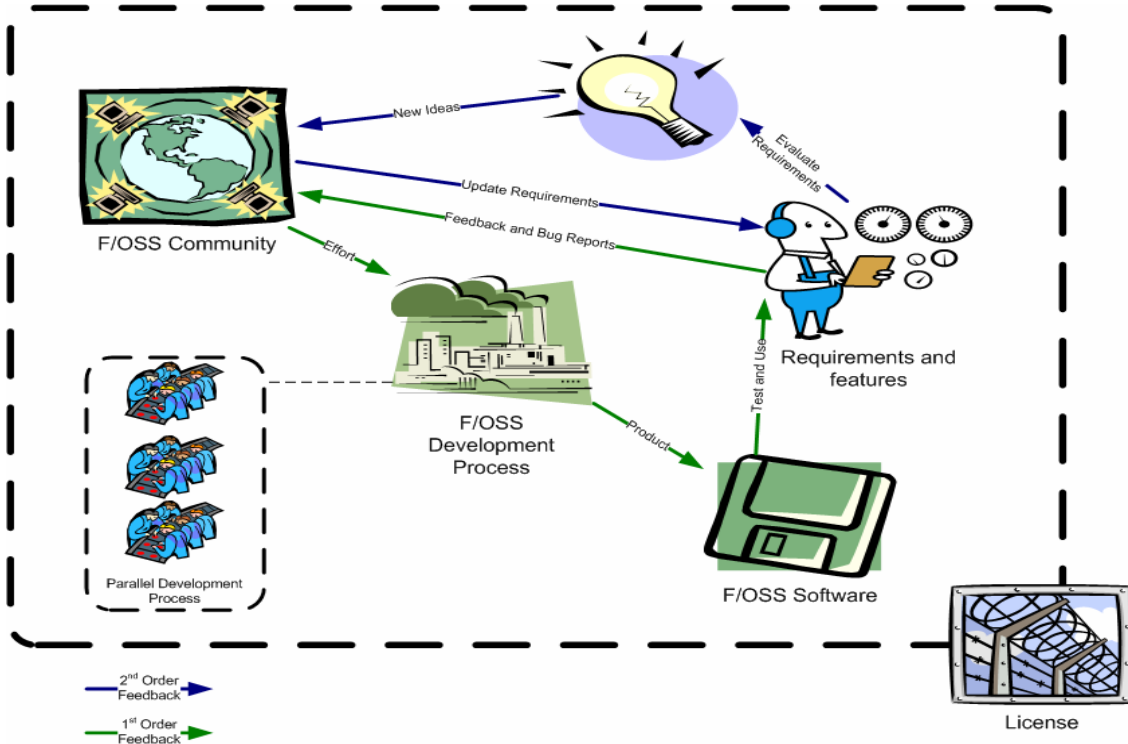 New Ideas
Evaluate
Requirements
Update Requirements
Feedback and Bug Reports
F/OSS Community
Effort
Requirements and
features
Test and Use
F/OSS
Development
Process
Product
Parallel Development
Process
F/OSS Software
2nd Order
Feedback
1st Order
Feedback
License